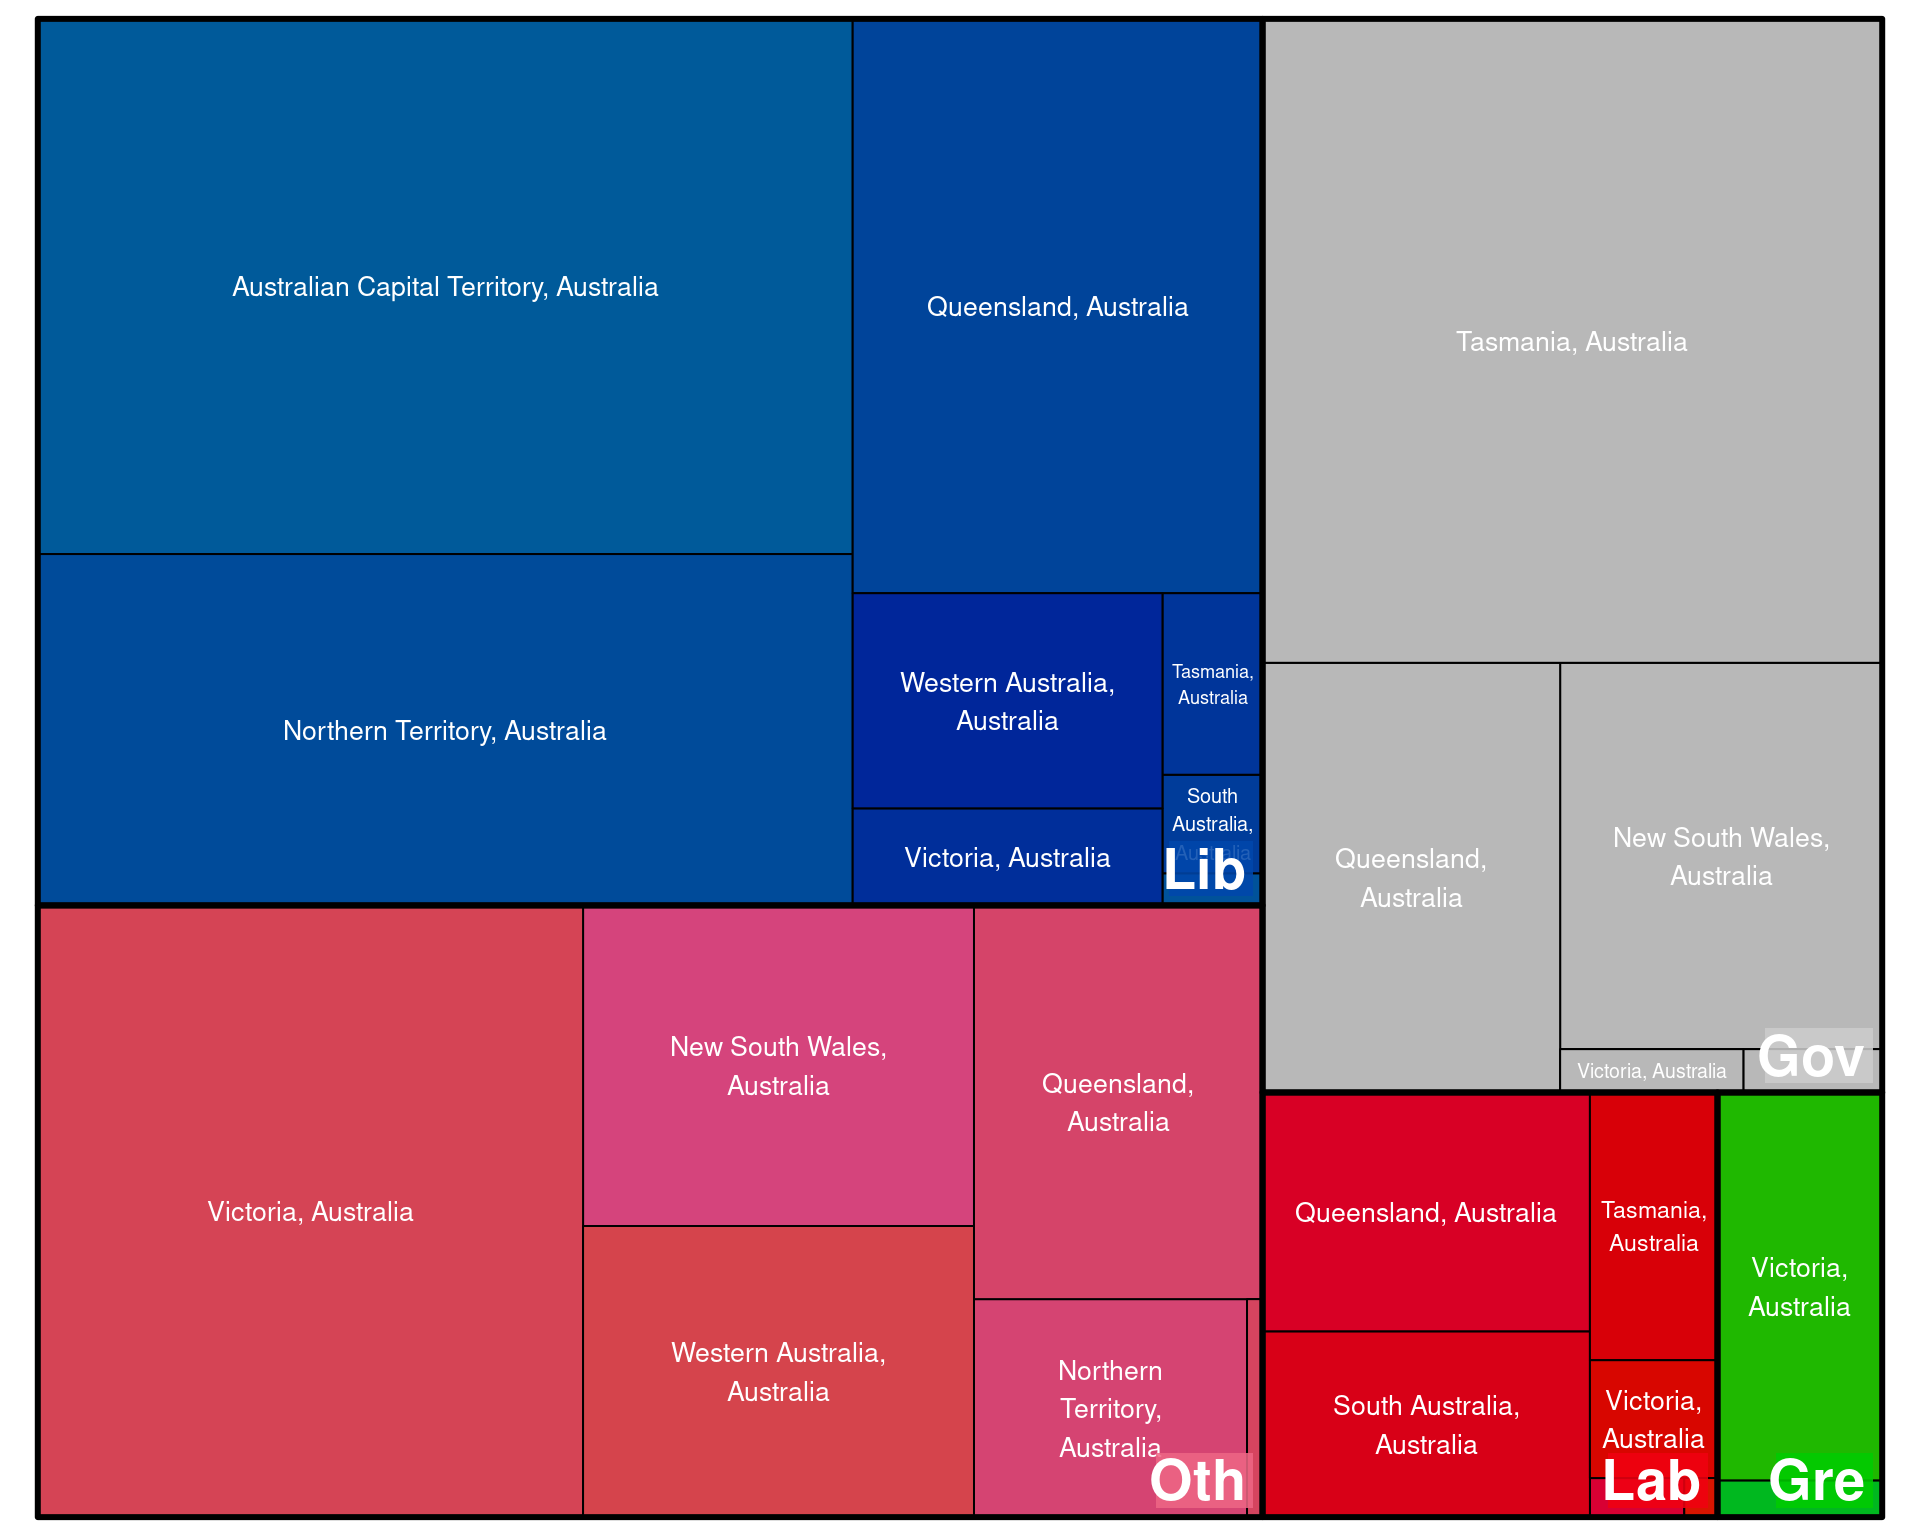 Australian Capital Territory, Australia
Northern Territory, Australia
Queensland, Australia
Western Australia,
Australia
Victoria, Australia
Tasmania,
Australia
South
Australia,
Australia
Lib
Tasmania, Australia
Queensland,
Australia
New South Wales,
Australia
Victoria, Australia
Gov
Victoria, Australia
New South Wales,
Australia
Western Australia,
Australia
Queensland,
Australia
Northern
Territory,
Australia
Oth
Queensland, Australia
South Australia,
Australia
Tasmania,
Australia
Victoria,
Australia
Lab
Victoria,
Australia
Gre